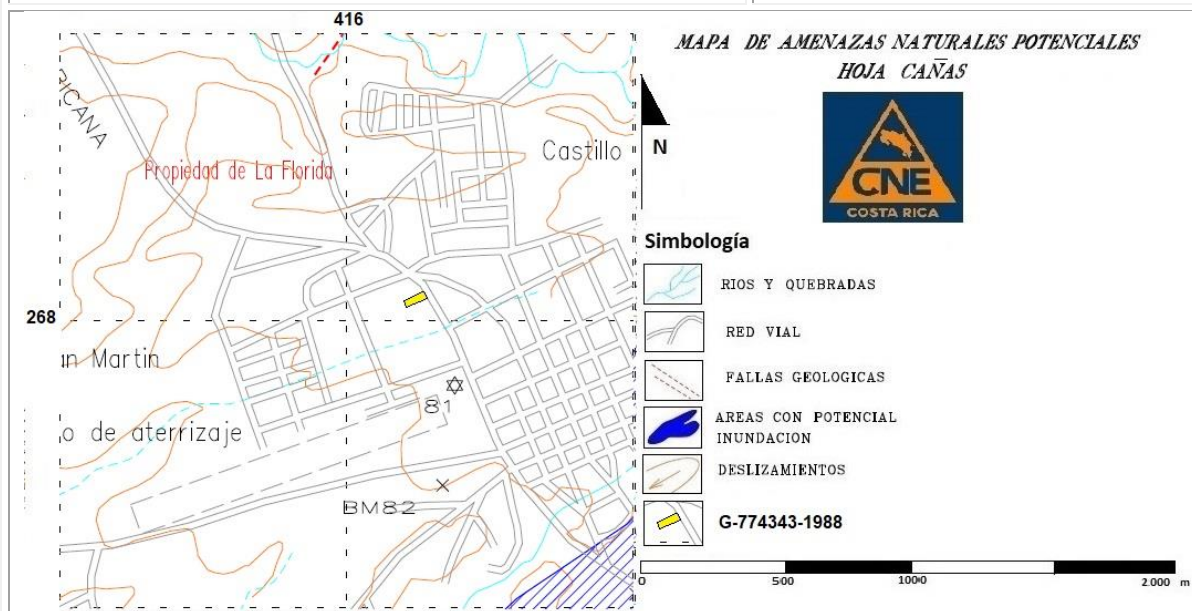 416
MAPA DE AMENAZAS NATURALES POTENCIALES
HOJA CAÑAS
RICANA
Propiedad de La Florida
Castillo
N
CNE
COSTA RICA
Simbología
RIOS Y QUEBRADAS
268
RED VIAL
an Martin
FALLAS GEOLOGICAS
81
AREAS CON POTENCIAL
INUNDACION
o de aterrizaje
DESLIZAMIENTOS
BM82
G-774343-1988
0 500 1000 2.000 m